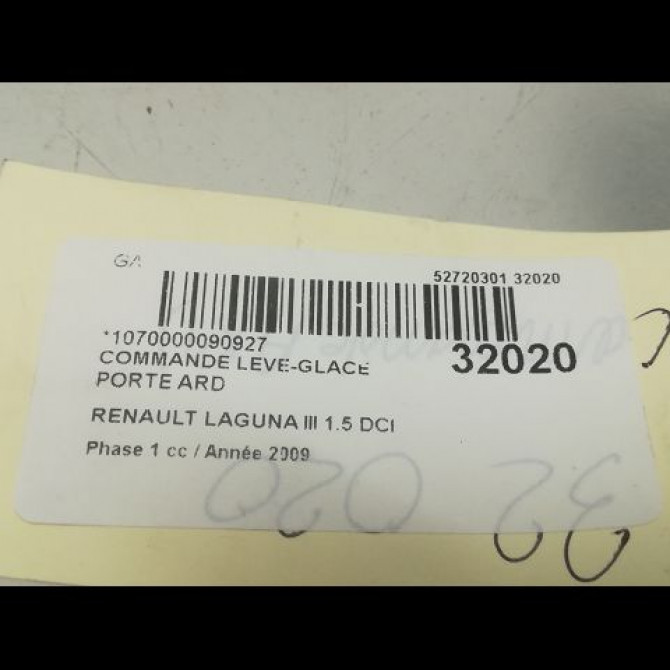 GA
52720301 32020
*1070000090927
32020
COMMANDE LEVE-GLACE
PORTE ARD
RENAULT LAGUNA III 1.5 DCI
Phase 1 cc / Année 2009
32 020